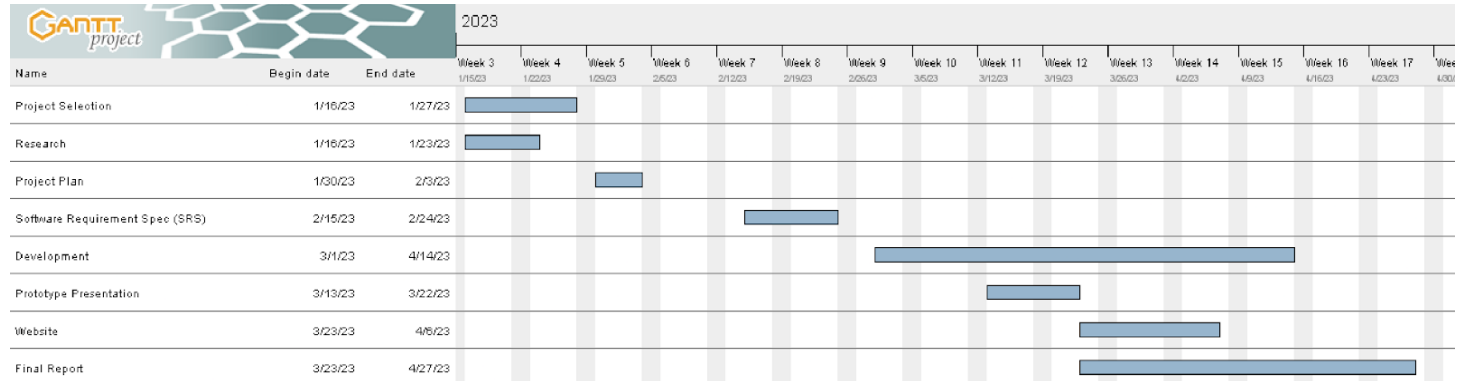 GANTT project 2023
Week 3 Week 4 Week 5 Week 6 Week 7 Week 8 Week 9 Week 10 Week 11 Week 12 Week 13 Week 14 Week 15 Week 16 Week 17 Wee
Name Begin date End date 1/15/23 1/22/23 1/29/23 2/5/23 2/12/23 2/19/23 2/26/23 3/5/23 3/12/23 3/19/23 3/26/23 4/2/23 4/9/23 4/16/23 4/23/23 4/30/
Project Selection 1/16/23 1/27/23
Research 1/16/23 1/23/23
Project Plan 1/30/23 2/3/23
Software Requirement Spec (SRS) 2/15/23 2/24/23
Development 3/1/23 4/14/23
Prototype Presentation 3/13/23 3/22/23
Website 3/23/23 4/6/23
Final Report 3/23/23 4/27/23